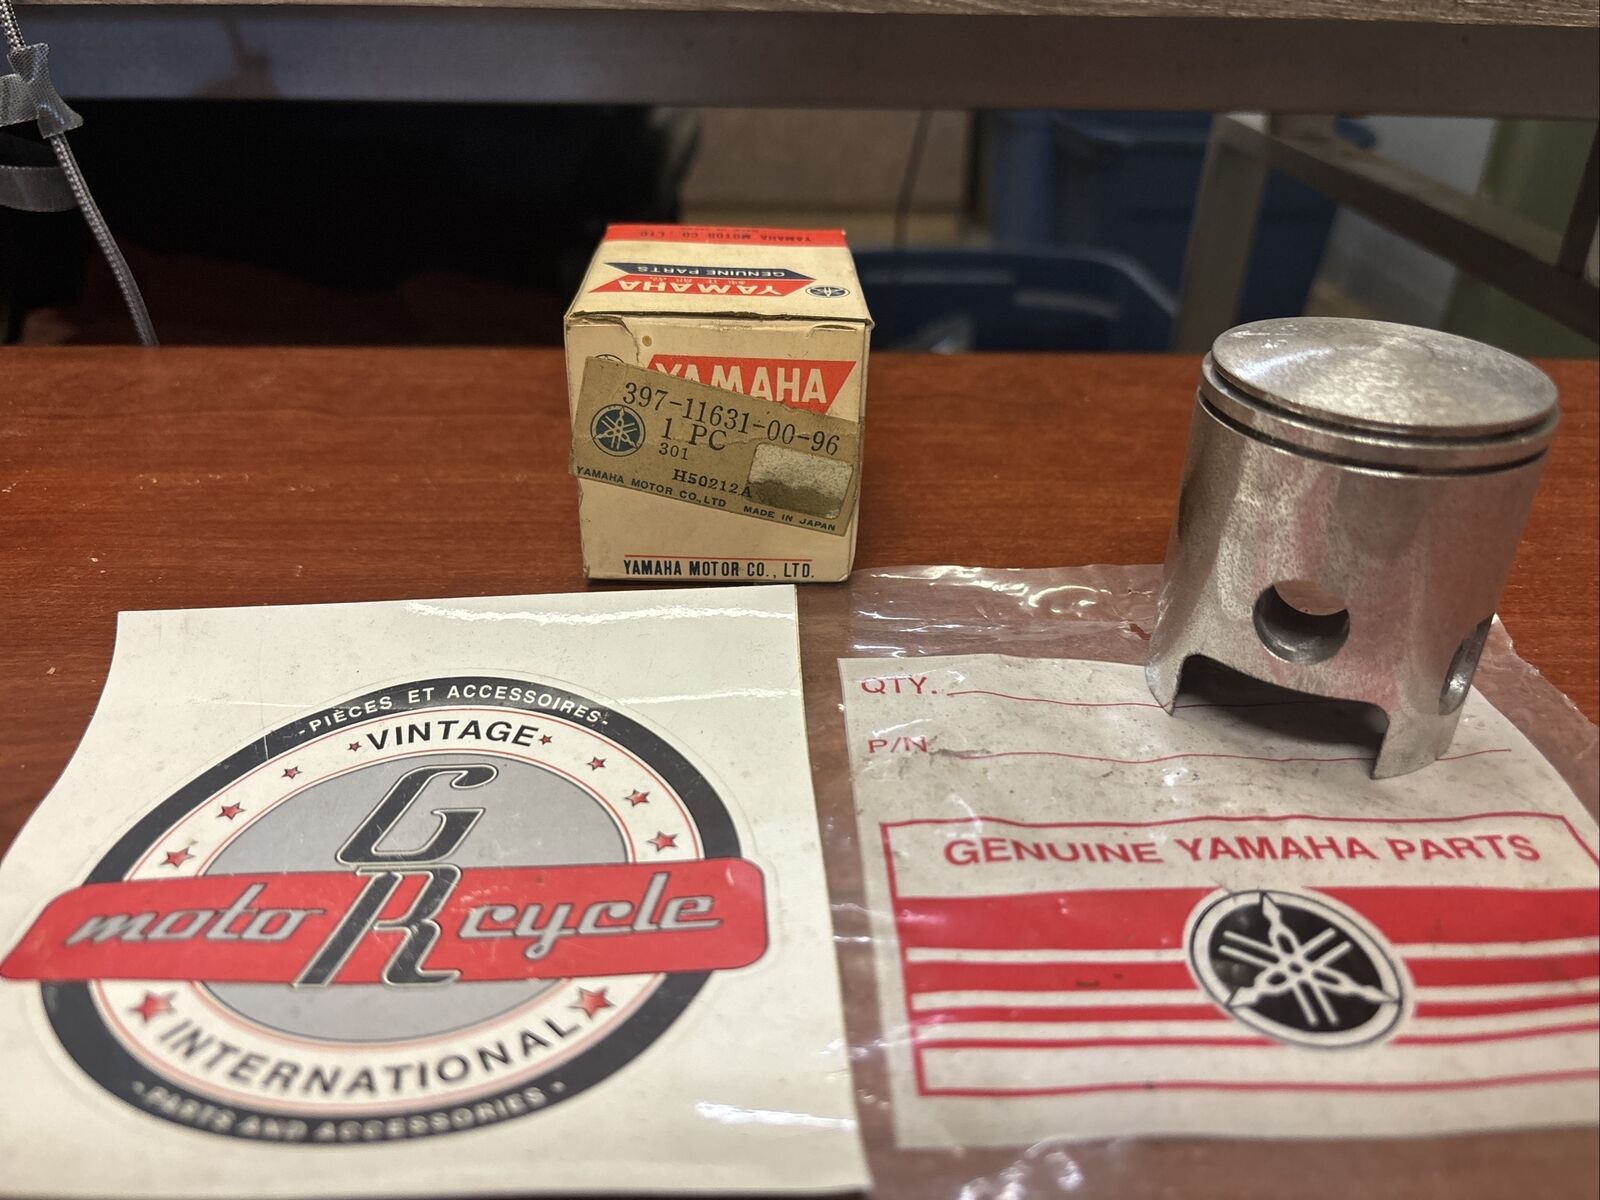 YAMAHA MOTOR CO., LTD.
GENUINE PARTS
YAMAHA
YAMAHA
397-11631-00-96
1 PC
301
H50212A
YAMAHA MOTOR CO.,LTD MADE IN JAPAN
YAMAHA MOTOR CO., LTD.
-PIÈCES ET ACCESSOIRES-
VINTAGE
GR
moto cycle
INTERNATIONAL
-PARTS AND ACCESSORIES-
QTY.
P/N
GENUINE YAMAHA PARTS